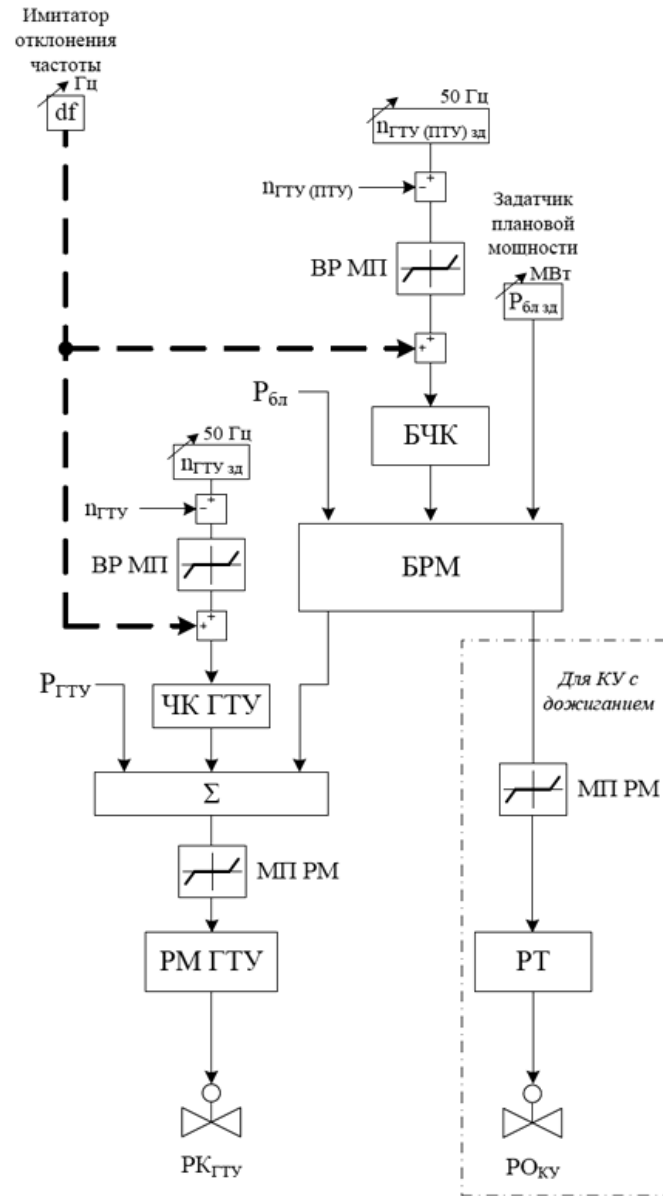 Имитатор
отклонения
частоты
Гц
df
50 Гц
nГТУ (ПТУ) зд
+
−
nГТУ (ПТУ)
Задатчик
плановой
мощности
МВт
Pбл зд
ВР МП
+
+
Pбл
БЧК
50 Гц
nГТУ зд
+
−
nГТУ
ВР МП
БРМ
+
+
PГТУ
ЧК ГТУ
Для КУ с
дожиганием
Σ
МП РМ
МП РМ
РМ ГТУ
РТ
РКГТУ
РОКУ